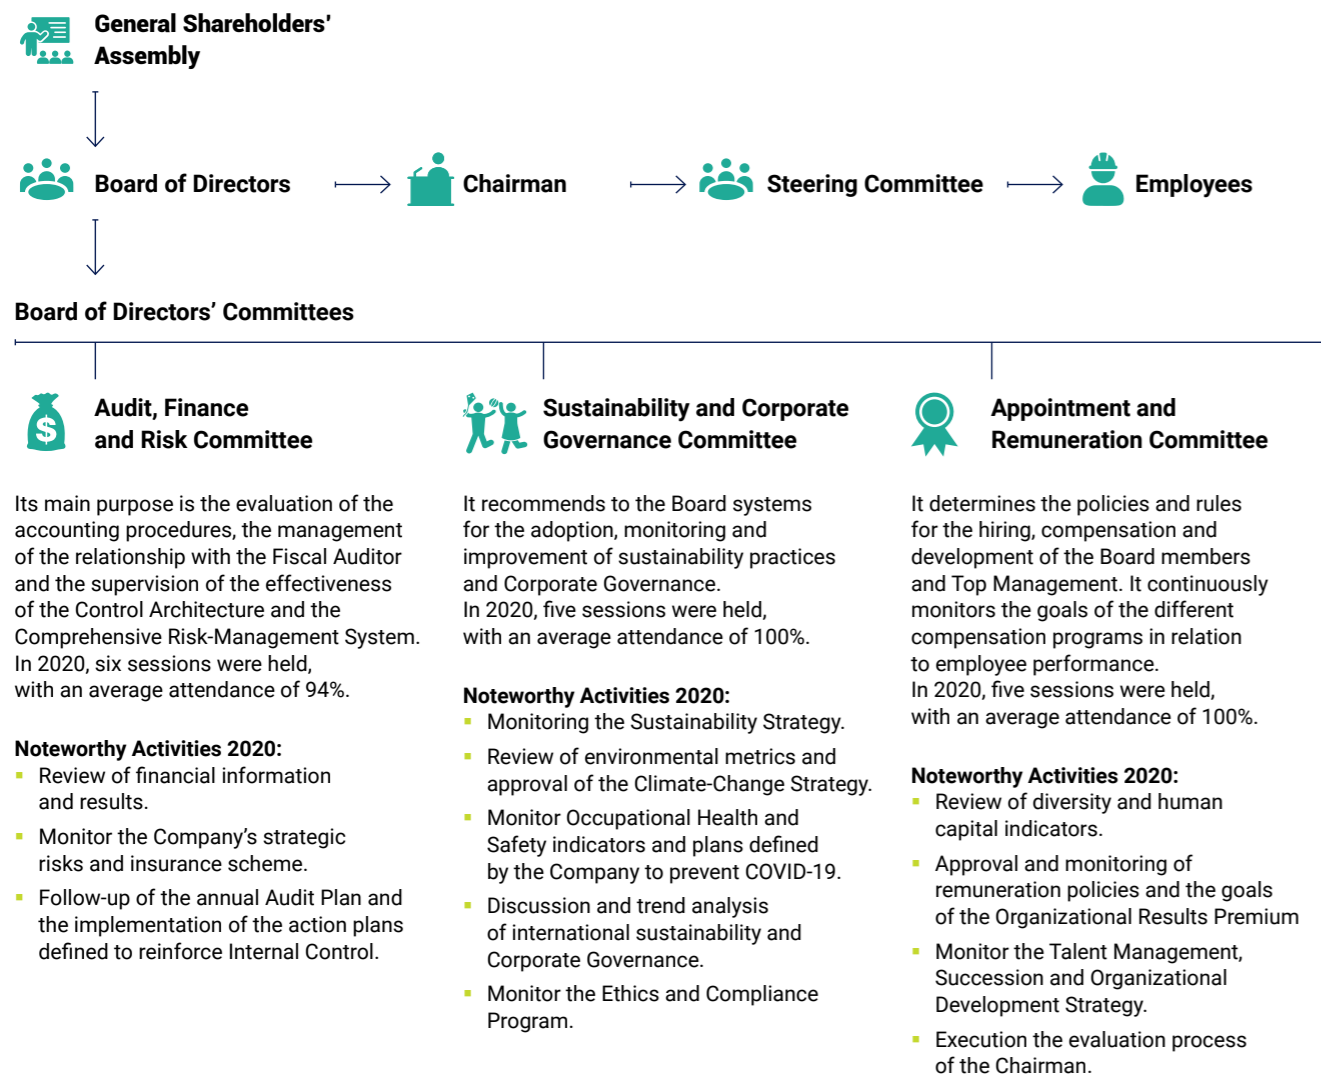 General Shareholders’
Assembly
Board of Directors
Chairman
Steering Committee
Employees
Board of Directors’ Committees
Audit, Finance
and Risk Committee
Its main purpose is the evaluation of the
accounting procedures, the management
of the relationship with the Fiscal Auditor
and the supervision of the effectiveness
of the Control Architecture and the
Comprehensive Risk-Management System.
In 2020, six sessions were held,
with an average attendance of 94%.
Noteworthy Activities 2020:
▪ Review of financial information
and results.
▪ Monitor the Company’s strategic
risks and insurance scheme.
▪ Follow-up of the annual Audit Plan and
the implementation of the action plans
defined to reinforce Internal Control.
Sustainability and Corporate
Governance Committee
It recommends to the Board systems
for the adoption, monitoring and
improvement of sustainability practices
and Corporate Governance.
In 2020, five sessions were held,
with an average attendance of 100%.
Noteworthy Activities 2020:
▪ Monitoring the Sustainability Strategy.
▪ Review of environmental metrics and
approval of the Climate-Change Strategy.
▪ Monitor Occupational Health and
Safety indicators and plans defined
by the Company to prevent COVID-19.
▪ Discussion and trend analysis
of international sustainability and
Corporate Governance.
▪ Monitor the Ethics and Compliance
Program.
Appointment and
Remuneration Committee
It determines the policies and rules
for the hiring, compensation and
development of the Board members
and Top Management. It continuously
monitors the goals of the different
compensation programs in relation
to employee performance.
In 2020, five sessions were held,
with an average attendance of 100%.
Noteworthy Activities 2020:
▪ Review of diversity and human
capital indicators.
▪ Approval and monitoring of
remuneration policies and the goals
of the Organizational Results Premium
▪ Monitor the Talent Management,
Succession and Organizational
Development Strategy.
▪ Execution the evaluation process
of the Chairman.